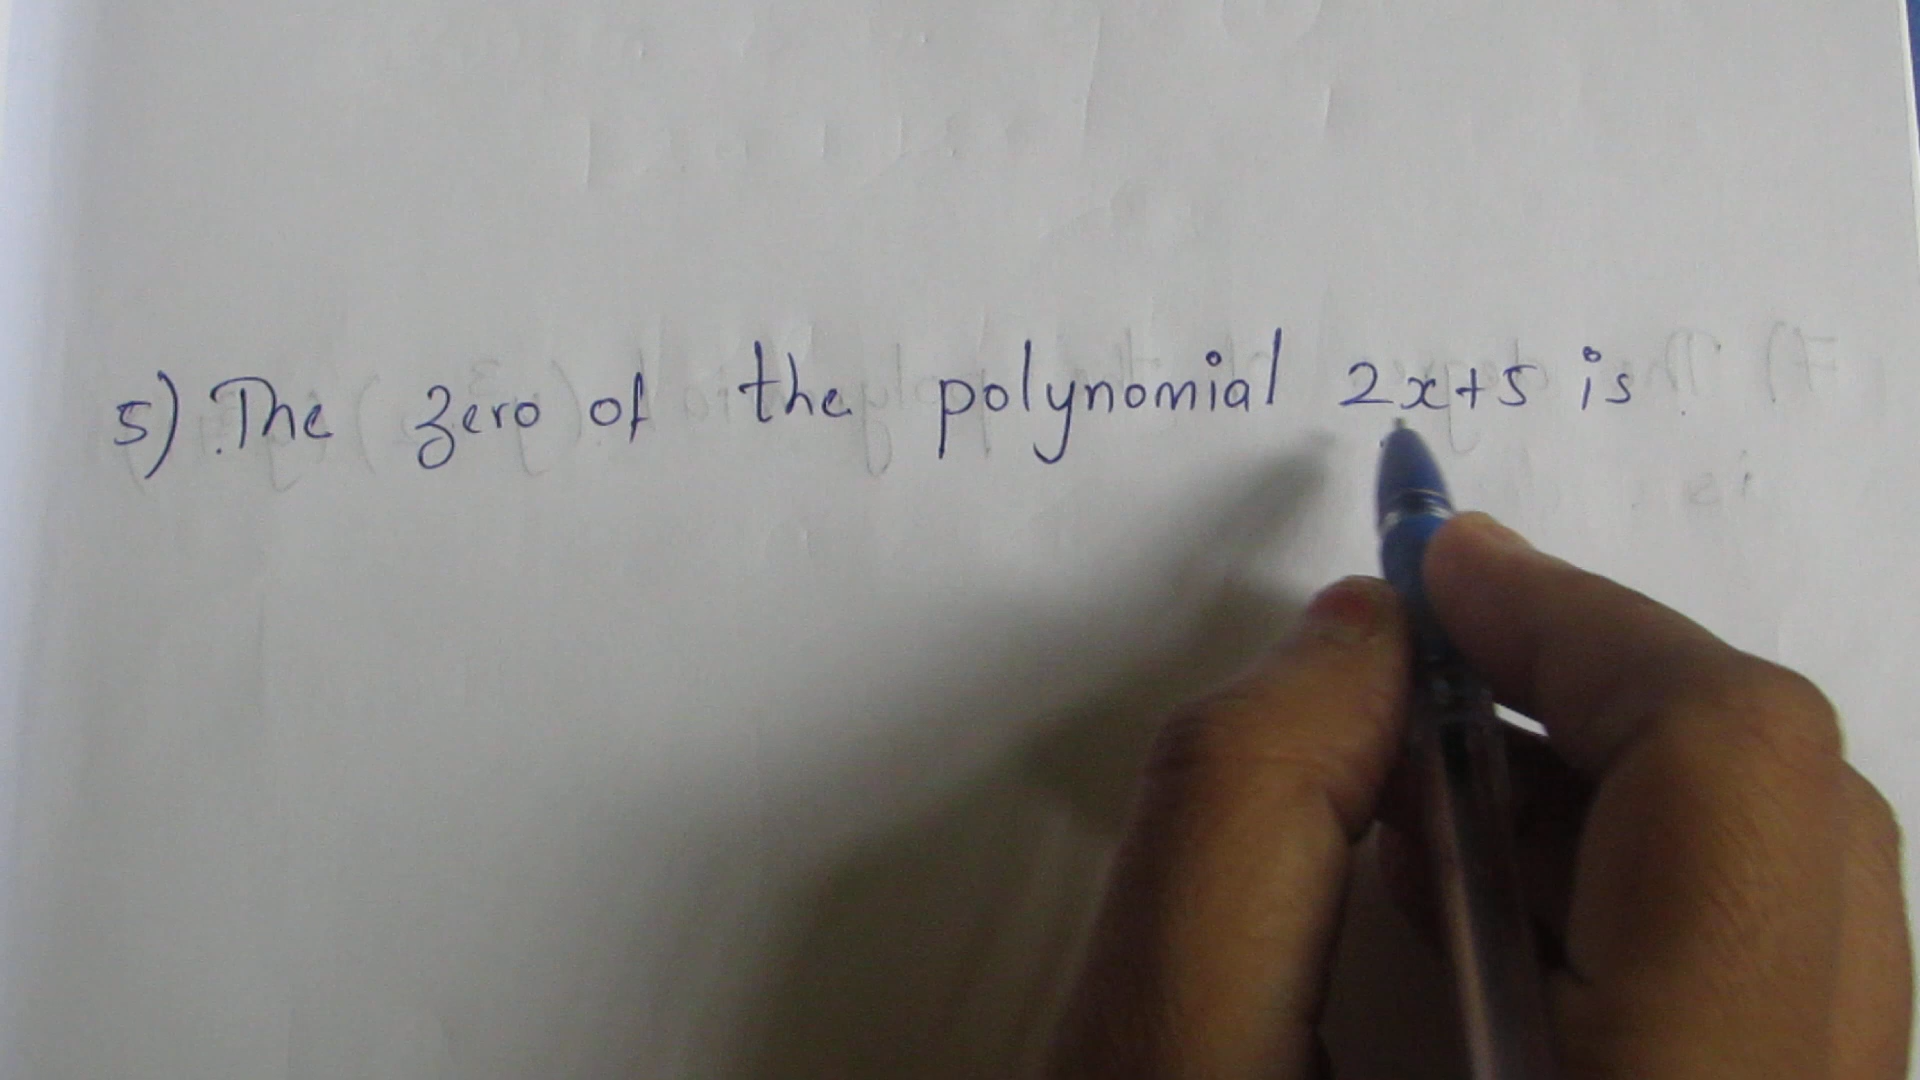 5) The zero of the polynomial 2x+5 is